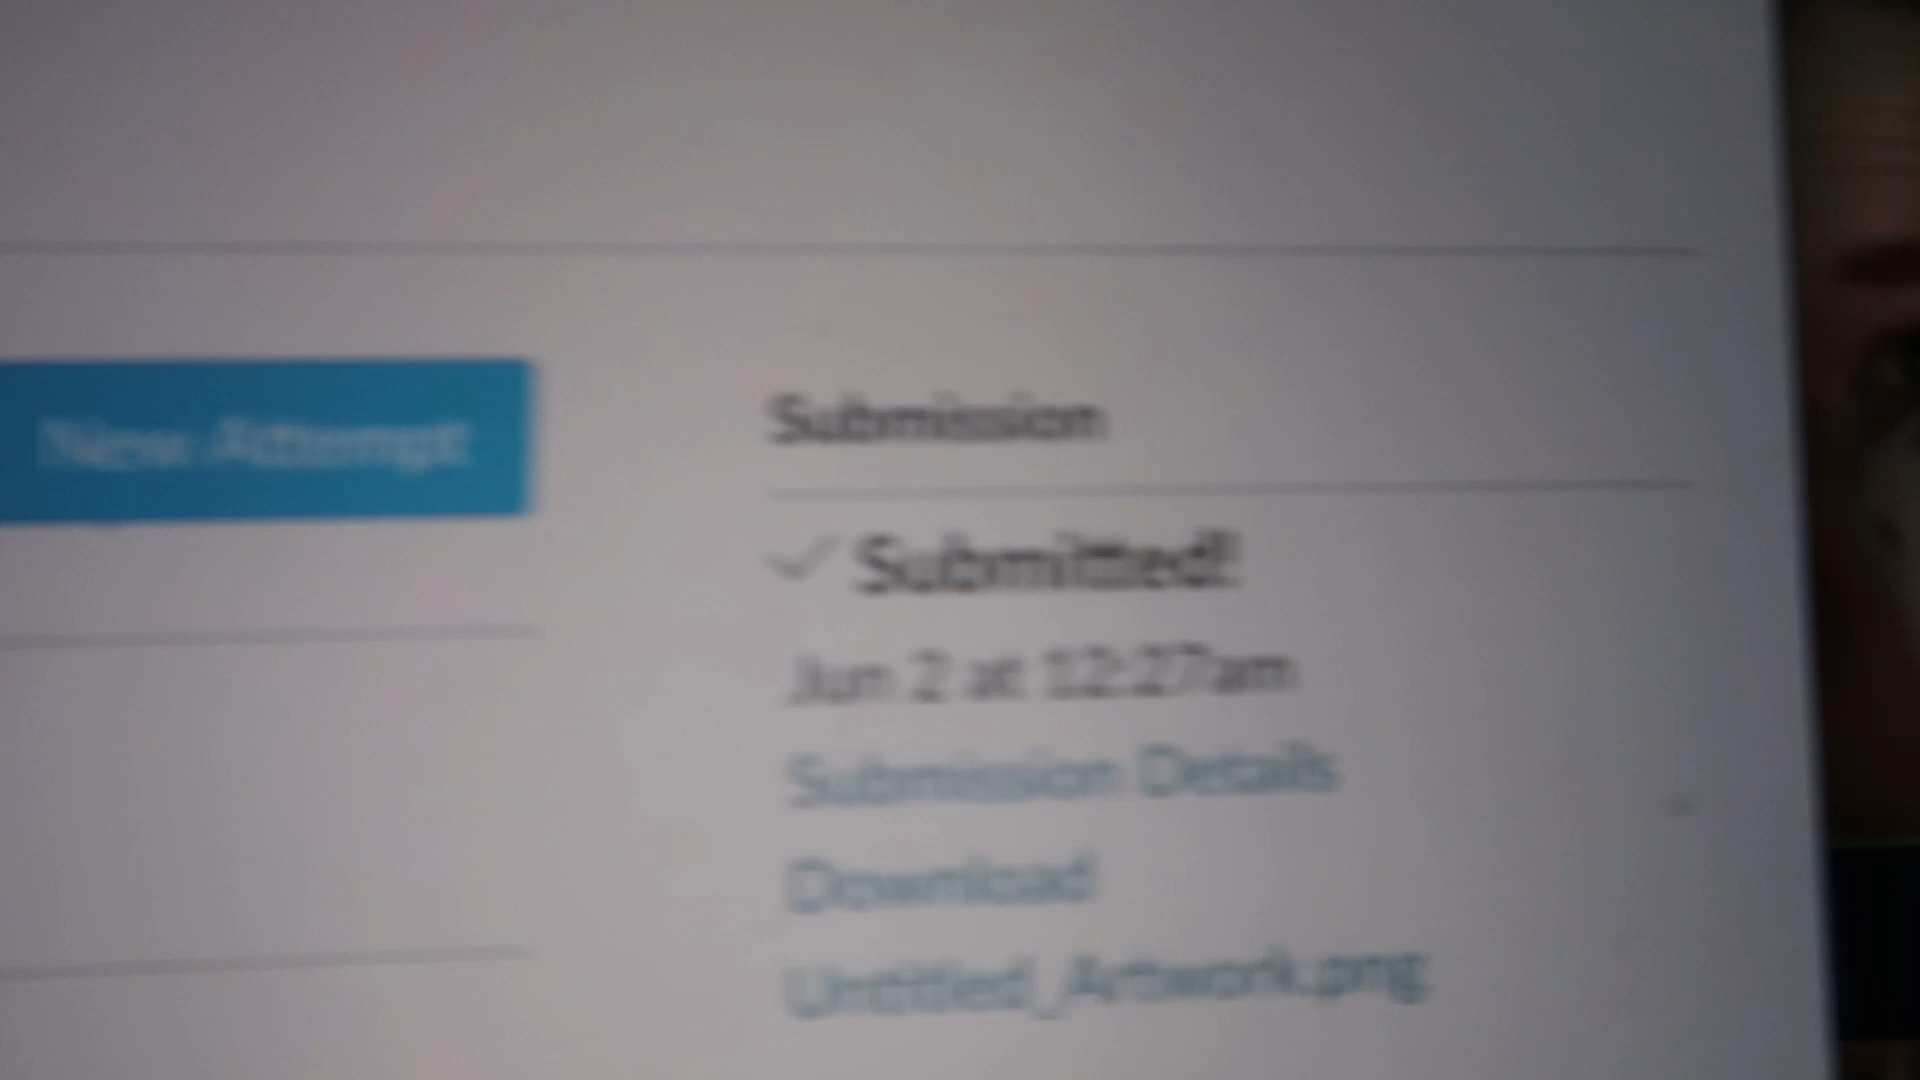 New Attempt
Submission
✓ Submitted!
Jun 2 at 12:27am
Submission Details
Download
Untitled_Artwork.png